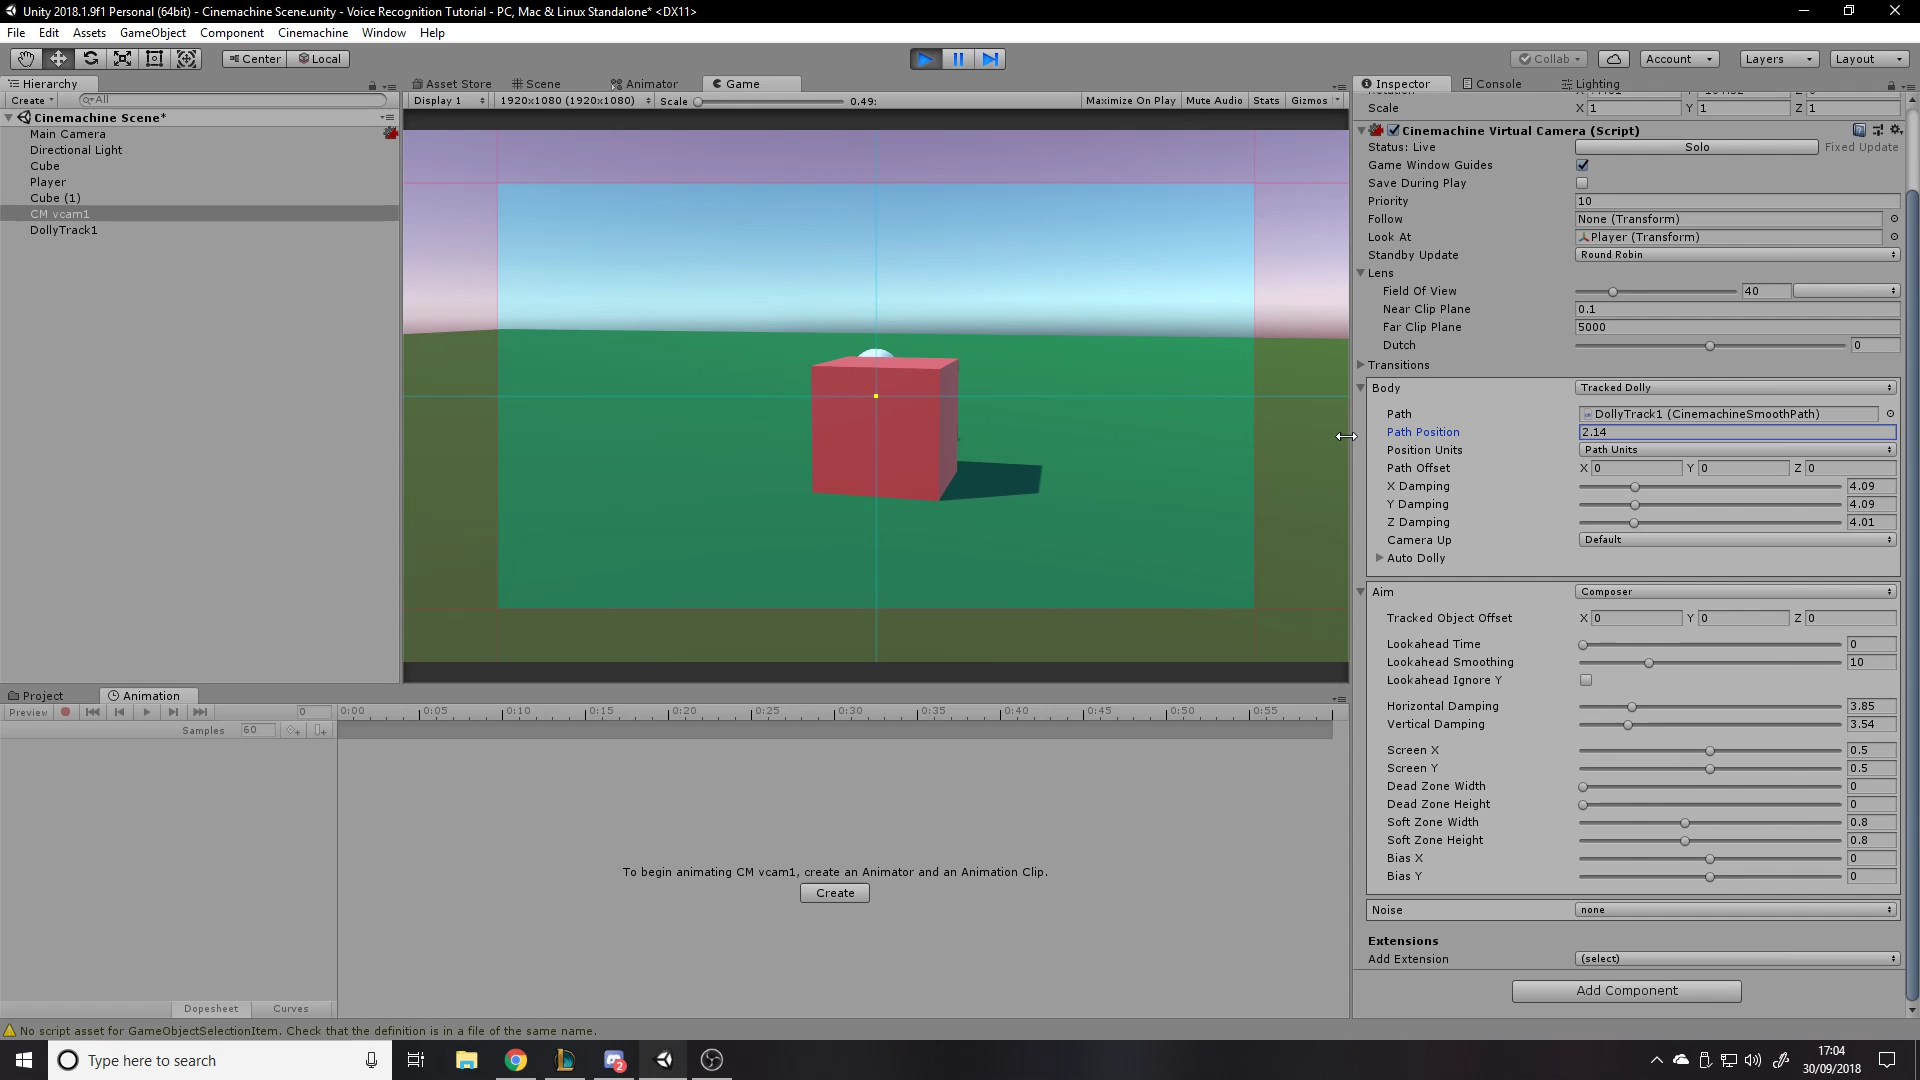 Unity 2018.1.9f1 Personal (64bit) - Cinemachine Scene.unity - Voice Recognition Tutorial - PC, Mac & Linux Standalone* <DX11>
File Edit Assets GameObject Component Cinemachine Window Help
Center Local Collab Account Layers Layout
Hierarchy Asset Store Scene Animator Game Inspector Console Lighting
Create All Display 1 1920x1080 (1920x1080) Scale 0.49: Maximize On Play Mute Audio Stats Gizmos
Cinemachine Scene*
Main Camera
Directional Light
Cube
Player
Cube (1)
CM vcam1
DollyTrack1
Scale X 1 Y 1 Z 1
Cinemachine Virtual Camera (Script)
Status: Live Solo Fixed Update
Game Window Guides
Save During Play
Priority 10
Follow None (Transform)
Look At Player (Transform)
Standby Update Round Robin
Lens
Field Of View 40
Near Clip Plane 0.1
Far Clip Plane 5000
Dutch 0
Transitions
Body Tracked Dolly
Path DollyTrack1 (CinemachineSmoothPath)
Path Position 2.14
Position Units Path Units
Path Offset X 0 Y 0 Z 0
X Damping 4.09
Y Damping 4.09
Z Damping 4.01
Camera Up Default
Auto Dolly
Aim Composer
Tracked Object Offset X 0 Y 0 Z 0
Lookahead Time 0
Lookahead Smoothing 10
Lookahead Ignore Y
Horizontal Damping 3.85
Vertical Damping 3.54
Screen X 0.5
Screen Y 0.5
Dead Zone Width 0
Dead Zone Height 0
Soft Zone Width 0.8
Soft Zone Height 0.8
Bias X 0
Bias Y 0
Noise none
Extensions
Add Extension (select)
Add Component
Project Animation
Preview 0 0:00 0:05 0:10 0:15 0:20 0:25 0:30 0:35 0:40 0:45 0:50 0:55
Samples 60
To begin animating CM vcam1, create an Animator and an Animation Clip.
Create
Dopesheet Curves
No script asset for GameObjectSelectionItem. Check that the definition is in a file of the same name.
Type here to search
2
17:04
30/09/2018